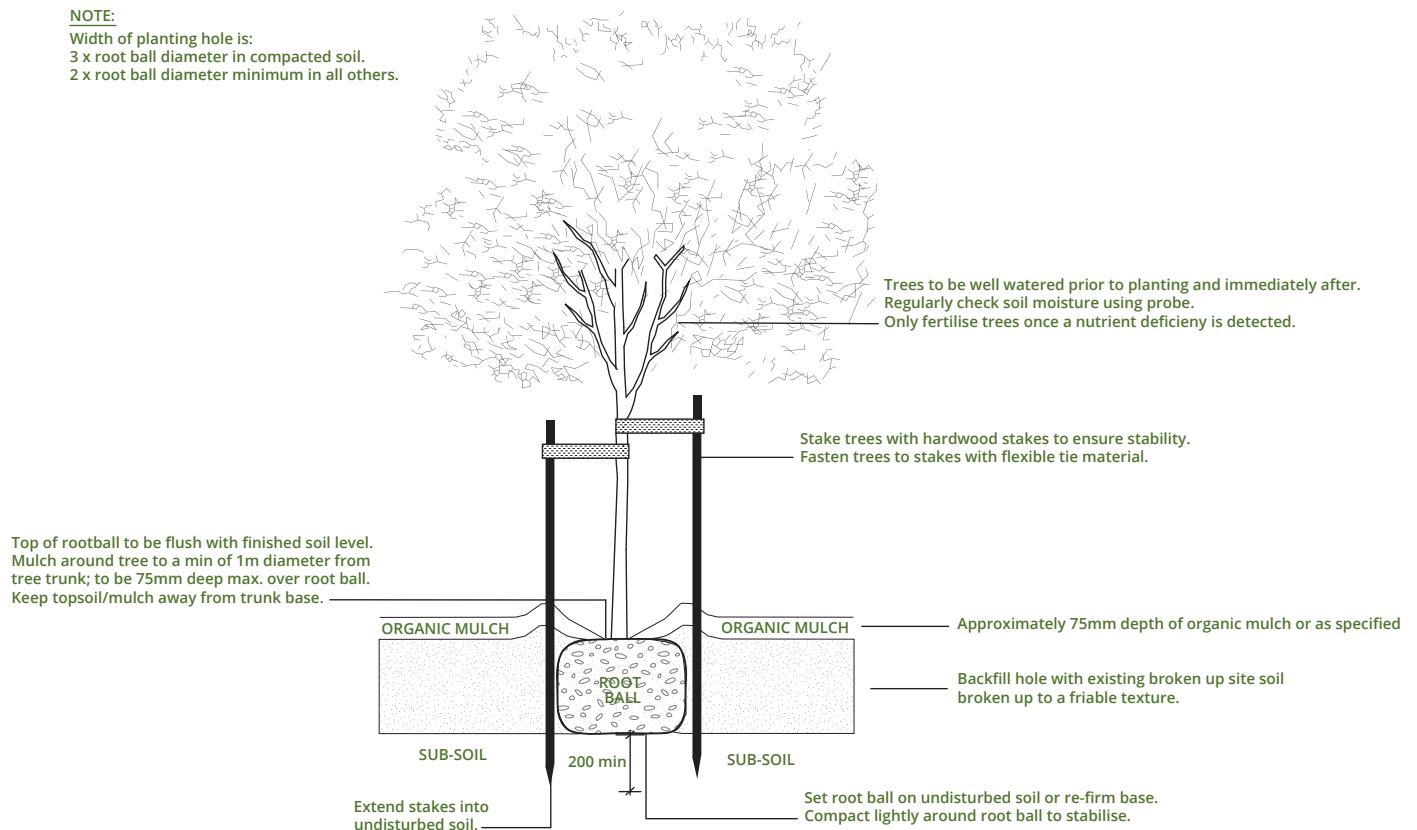 NOTE:
Width of planting hole is:
3 x root ball diameter in compacted soil.
2 x root ball diameter minimum in all others.
Trees to be well watered prior to planting and immediately after.
Regularly check soil moisture using probe.
Only fertilise trees once a nutrient deficieny is detected.
Stake trees with hardwood stakes to ensure stability.
Fasten trees to stakes with flexible tie material.
Top of rootball to be flush with finished soil level.
Mulch around tree to a min of 1m diameter from
tree trunk; to be 75mm deep max. over root ball.
Keep topsoil/mulch away from trunk base.
ORGANIC MULCH
ORGANIC MULCH
Approximately 75mm depth of organic mulch or as specified
ROOT
BALL
Backfill hole with existing broken up site soil
broken up to a friable texture.
SUB-SOIL
200 min
SUB-SOIL
Extend stakes into
undisturbed soil.
Set root ball on undisturbed soil or re-firm base.
Compact lightly around root ball to stabilise.